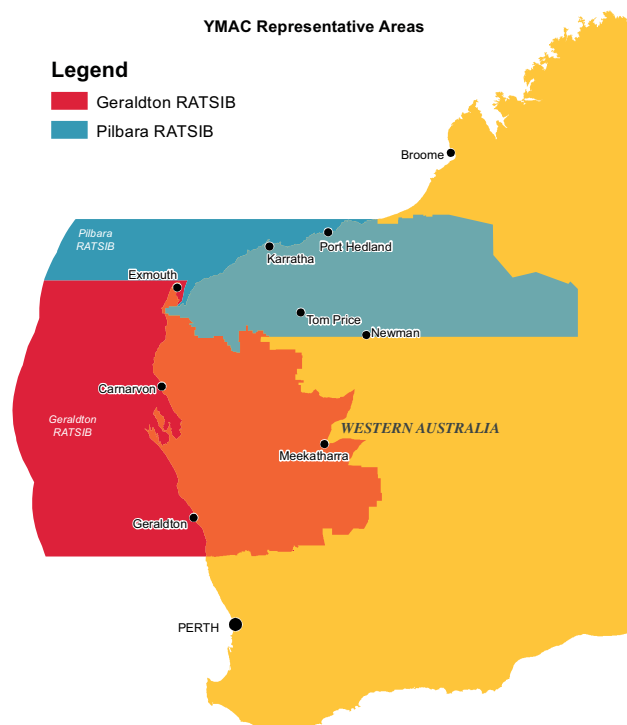 YMAC Representative Areas
Legend
Geraldton RATSIB
Pilbara RATSIB
Broome
Pilbara
RATSIB
Port Hedland
Karratha
Exmouth
Tom Price
Newman
Carnarvon
Geraldton
RATSIB
WESTERN AUSTRALIA
Meekatharra
Geraldton
PERTH